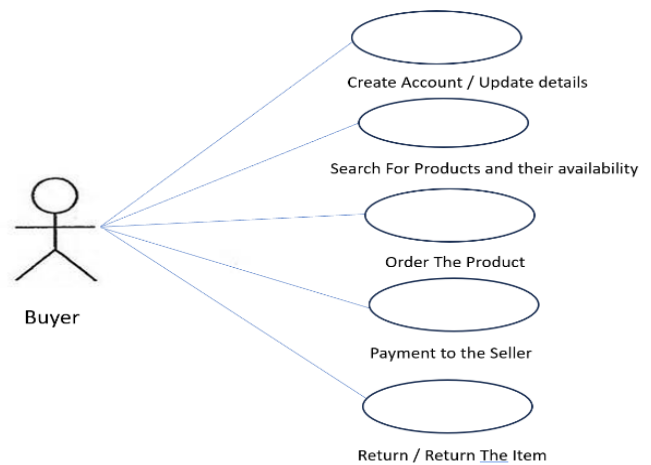 Create Account / Update details
Search For Products and their availability
Order The Product
Buyer
Payment to the Seller
Return / Return The Item